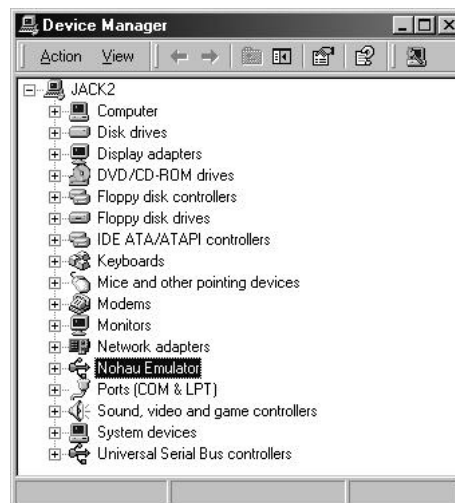 Device Manager
Action View
JACK2
Computer
Disk drives
Display adapters
DVD/CD-ROM drives
Floppy disk controllers
Floppy disk drives
IDE ATA/ATAPI controllers
Keyboards
Mice and other pointing devices
Modems
Monitors
Network adapters
Nohau Emulator
Ports (COM & LPT)
Sound, video and game controllers
System devices
Universal Serial Bus controllers